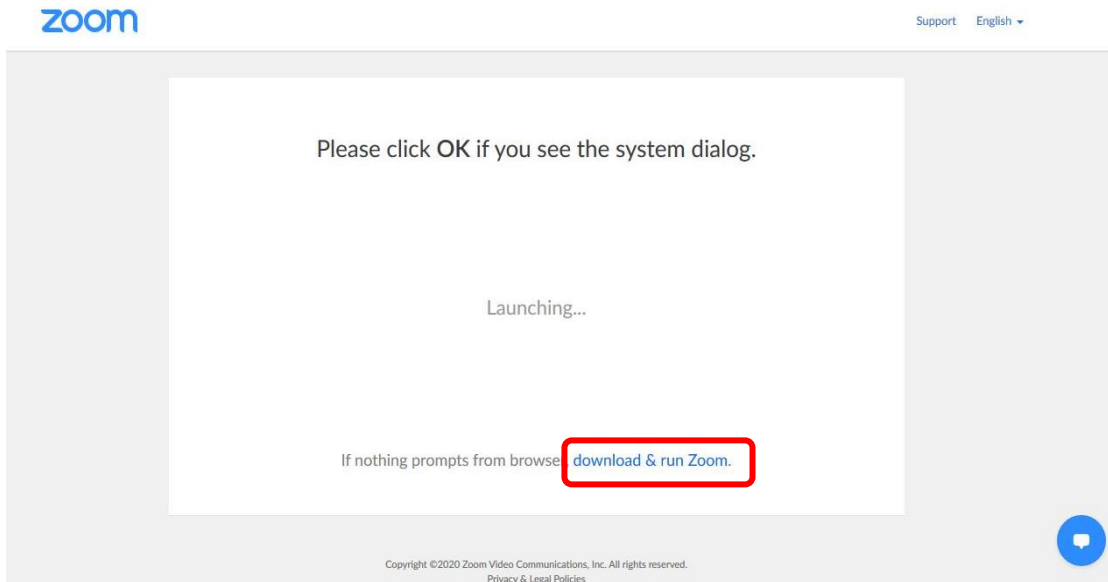 zoom
Support English
Please click OK if you see the system dialog.
Launching...
If nothing prompts from browser, download & run Zoom.
Copyright ©2020 Zoom Video Communications, Inc. All rights reserved.
Privacy & Legal Policies